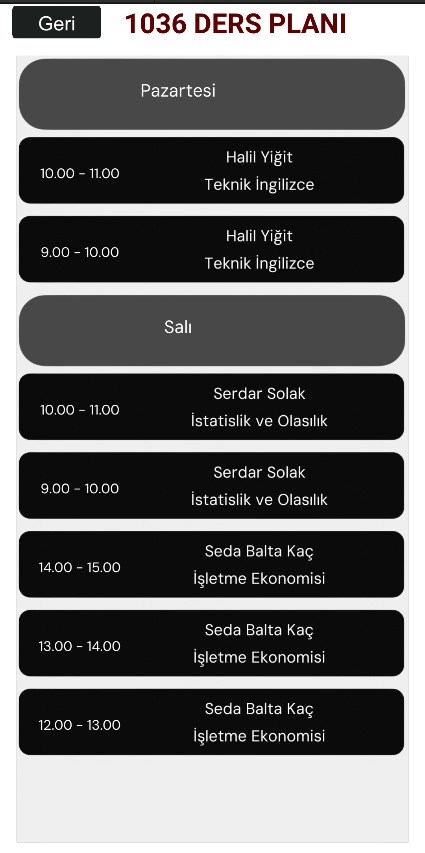 Geri
1036 DERS PLANI
Pazartesi
10.00 - 11.00
Halil Yiğit
Teknik İngilizce
9.00 - 10.00
Halil Yiğit
Teknik İngilizce
Salı
10.00 - 11.00
Serdar Solak
İstatislik ve Olasılık
9.00 - 10.00
Serdar Solak
İstatislik ve Olasılık
14.00 - 15.00
Seda Balta Kaç
İşletme Ekonomisi
13.00 - 14.00
Seda Balta Kaç
İşletme Ekonomisi
12.00 - 13.00
Seda Balta Kaç
İşletme Ekonomisi